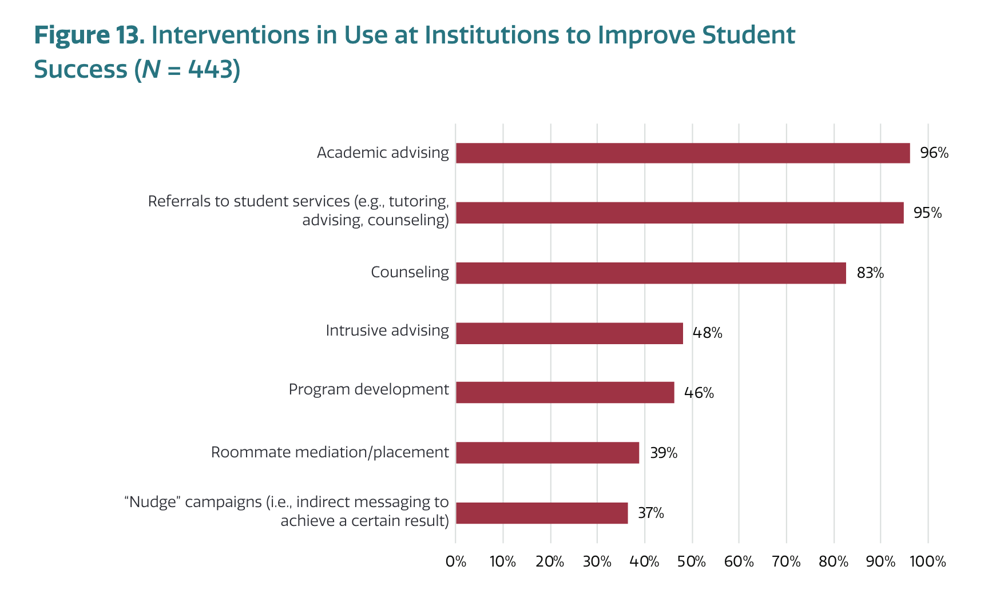 Figure 13. Interventions in Use at Institutions to Improve Student
Success (N = 443)
Academic advising
96%
Referrals to student services (e.g., tutoring,
advising, counseling)
95%
Counseling
83%
Intrusive advising
48%
Program development
46%
Roommate mediation/placement
39%
“Nudge” campaigns (i.e., indirect messaging to
achieve a certain result)
37%
0% 10% 20% 30% 40% 50% 60% 70% 80% 90% 100%